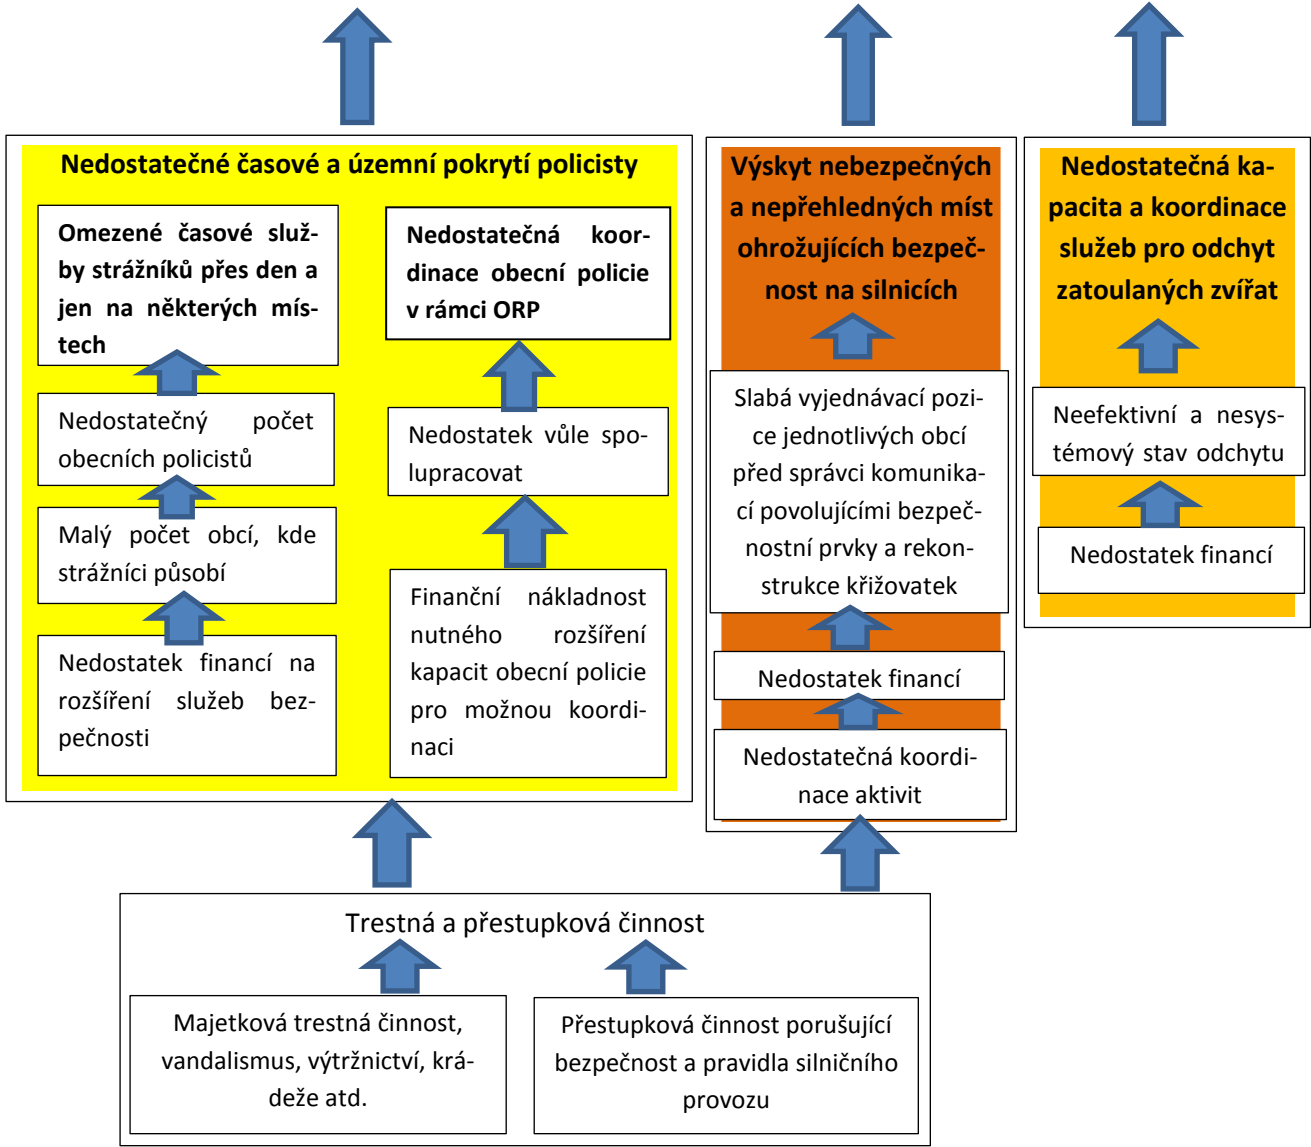 Nedostatečné časové a územní pokrytí policisty
Omezené časové služ-
by strážníků přes den a
jen na některých mís-
tech
Nedostatečný počet
obecních policistů
Malý počet obcí, kde
strážníci působí
Nedostatek financí na
rozšíření služeb bez-
pečnosti
Nedostatečná koor-
dinace obecní policie
v rámci ORP
Nedostatek vůle spo-
lupracovat
Finanční nákladnost
nutného rozšíření
kapacit obecní policie
pro možnou koordi-
naci
Výskyt nebezpečných
a nepřehledných míst
ohrožujících bezpeč-
nost na silnicích
Slabá vyjednávací pozi-
ce jednotlivých obcí
před správci komunika-
cí povolujícími bezpeč-
nostní prvky a rekon-
strukce křižovatek
Nedostatek financí
Nedostatečná koordi-
nace aktivit
Nedostatečná ka-
pacita a koordinace
služeb pro odchyt
zatoulaných zvířat
Neefektivní a nesys-
témový stav odchytu
Nedostatek financí
Trestná a přestupková činnost
Majetková trestná činnost,
vandalismus, výtržnictví, krá-
deže atd.
Přestupková činnost porušující
bezpečnost a pravidla silničního
provozu